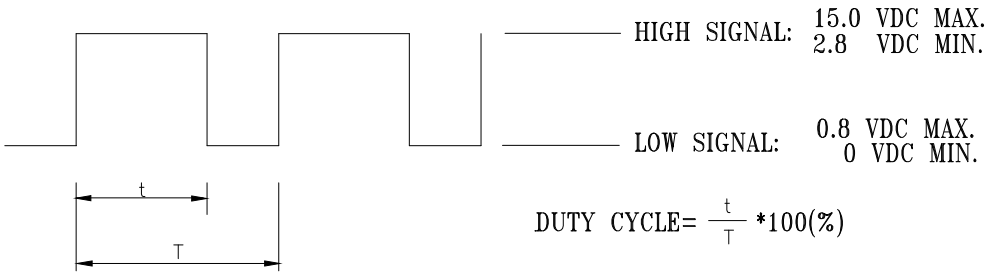 HIGH SIGNAL: 15.0 VDC MAX.
2.8 VDC MIN.
LOW SIGNAL: 0.8 VDC MAX.
0 VDC MIN.
t
T
DUTY CYCLE= t/T *100(%)